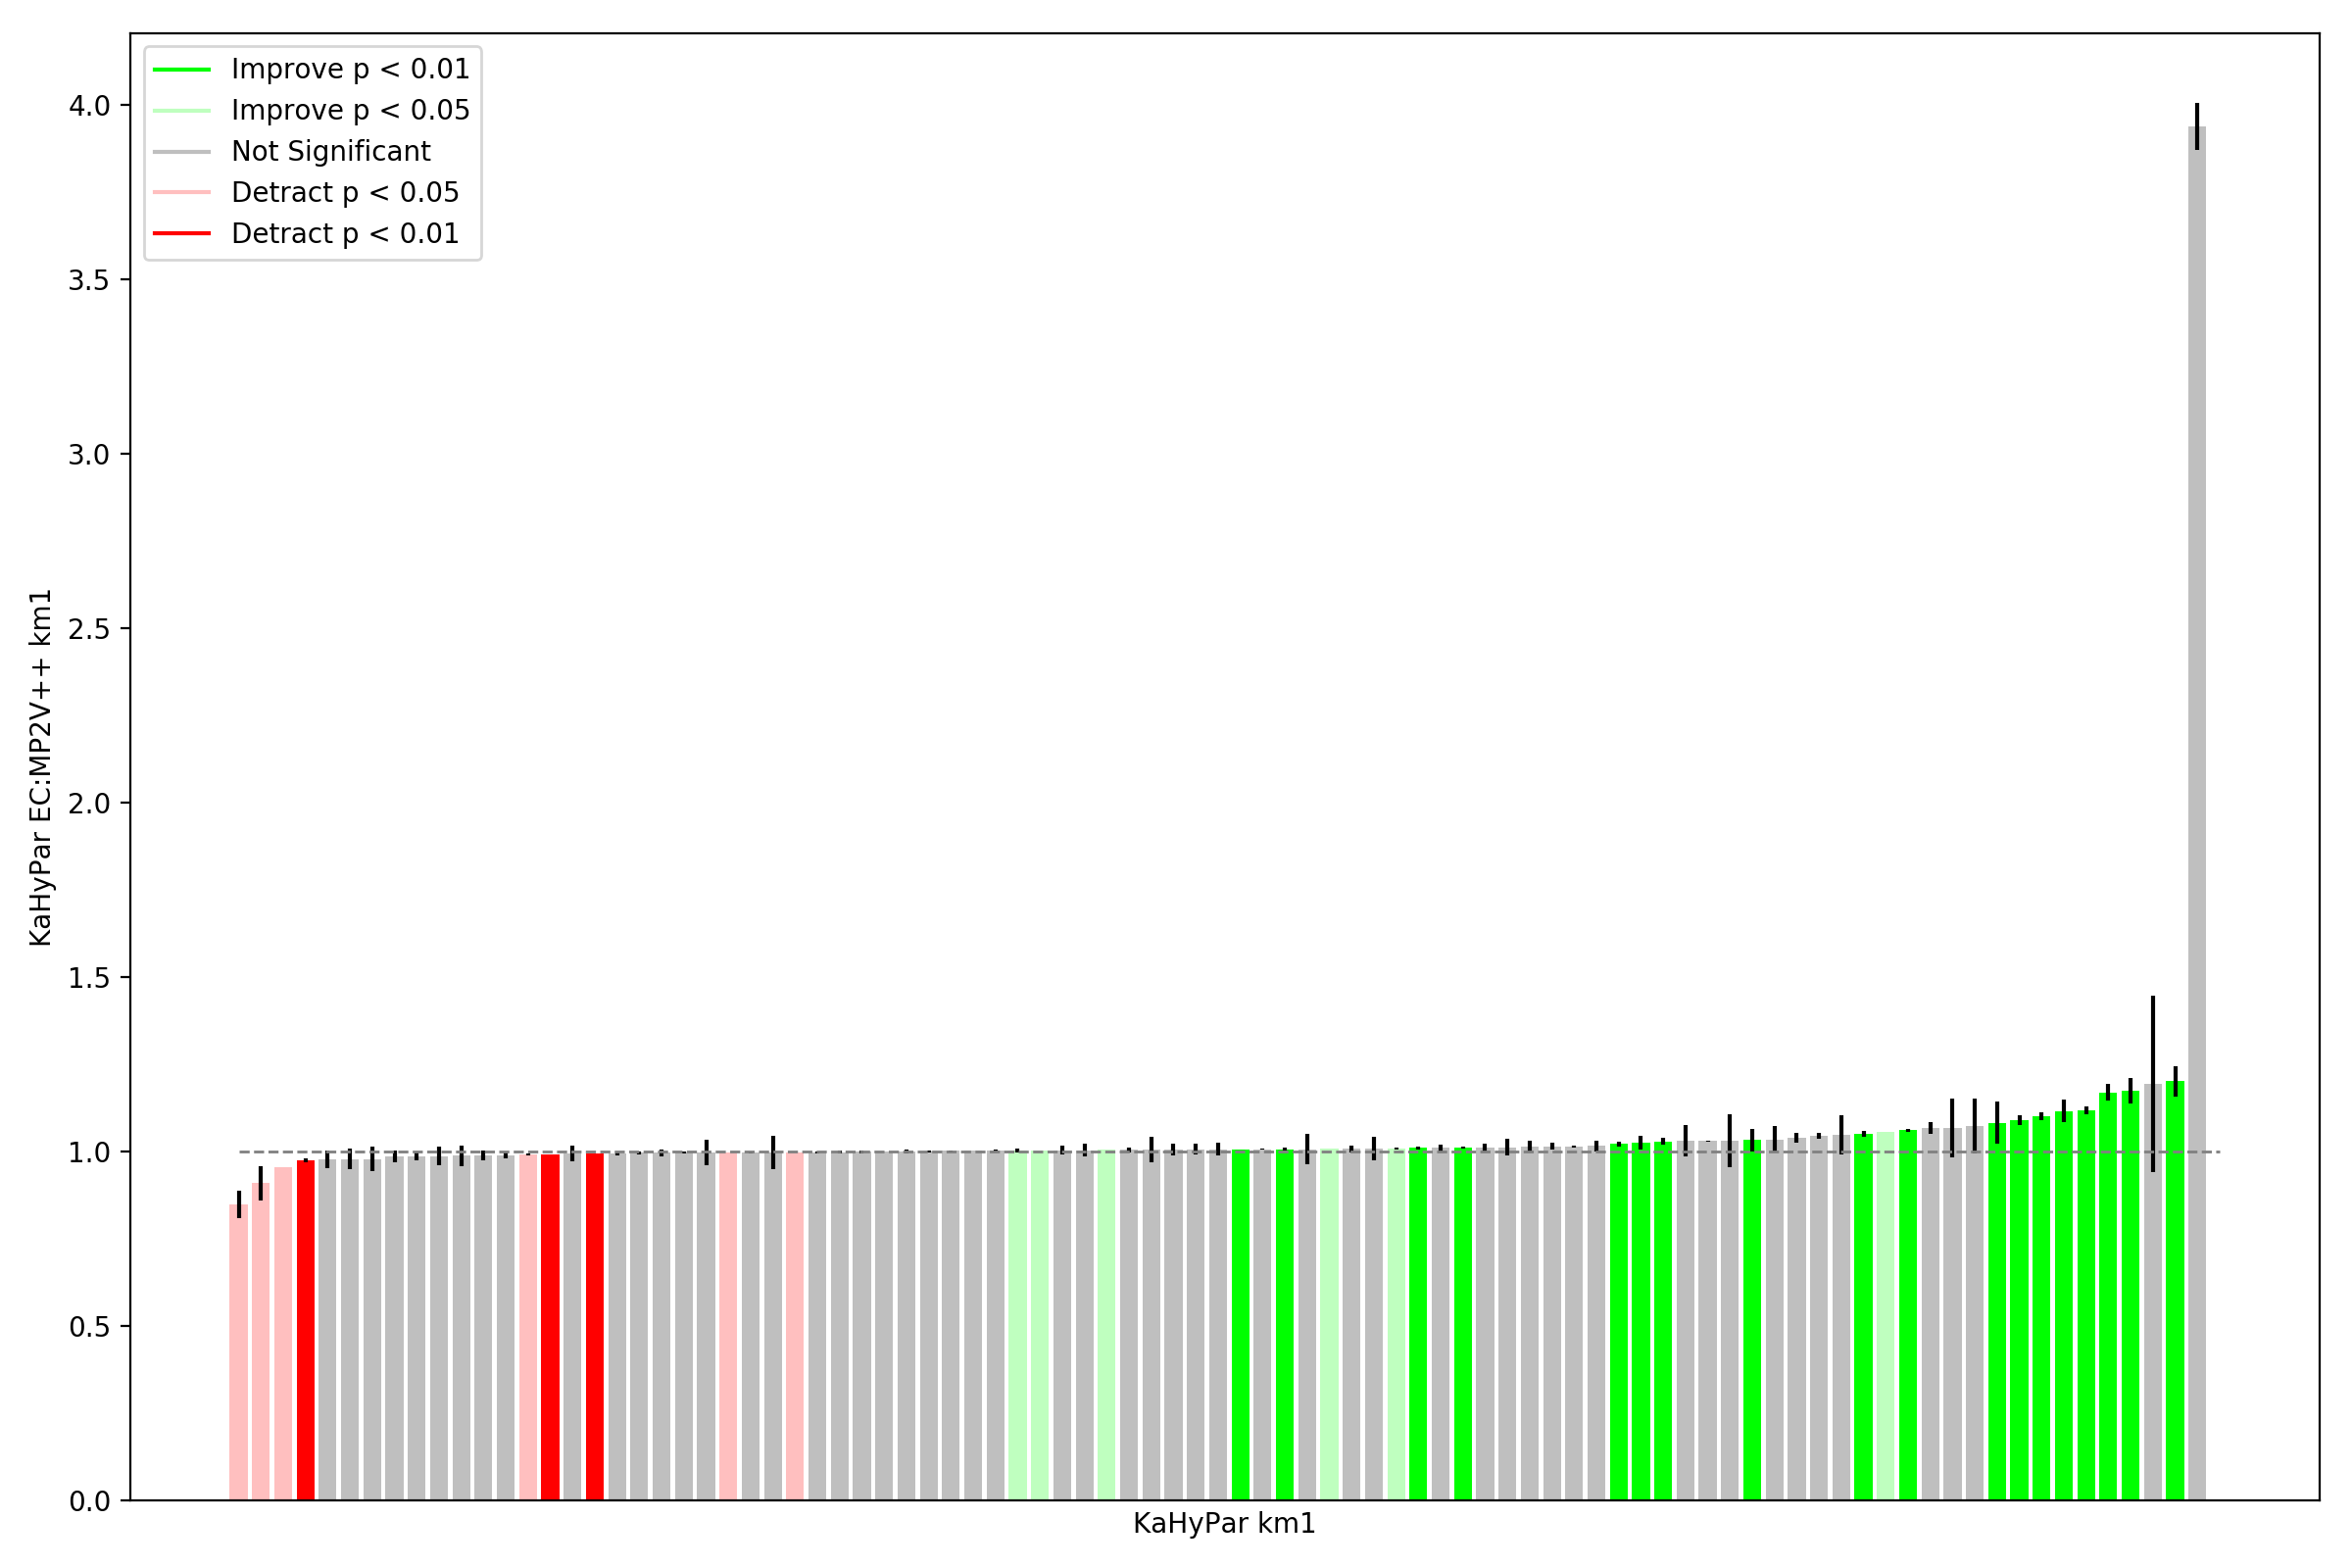 Improve p < 0.01
Improve p < 0.05
Not Significant
Detract p < 0.05
Detract p < 0.01
4.0
3.5
3.0
2.5
2.0
1.5
1.0
0.5
0.0
KaHyPar EC:MP2V++ km1
KaHyPar km1